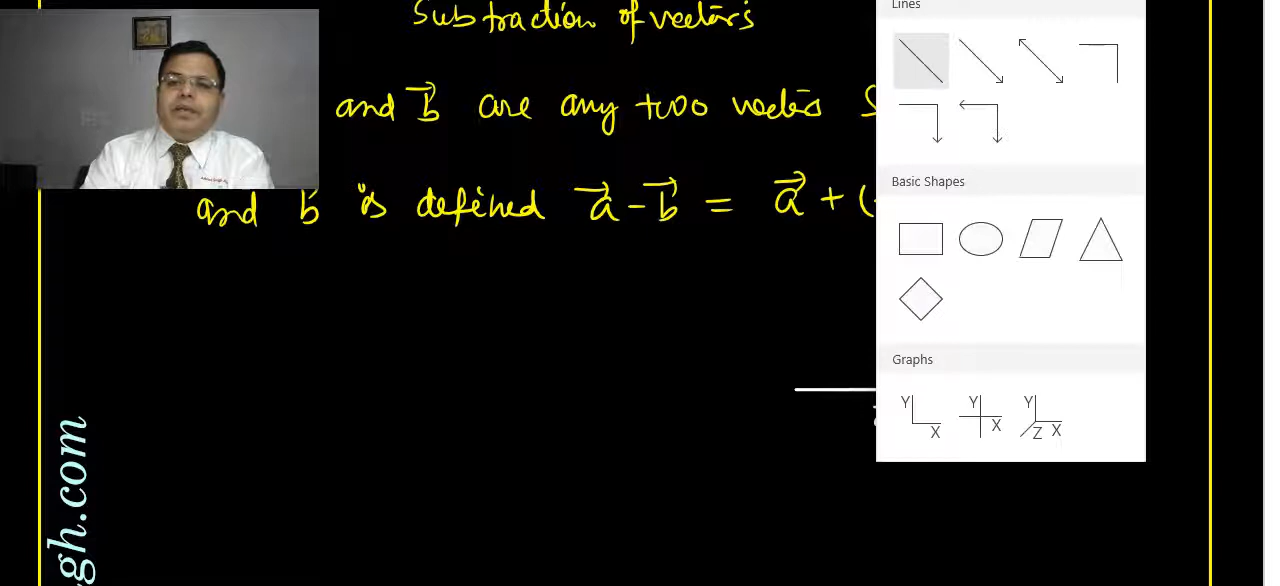 Subtraction of vectors
Lines
and b are any two vectors S
Basic Shapes
and b is defined a - b = a + (
Graphs
Y X Y X Y Z X
gh.com